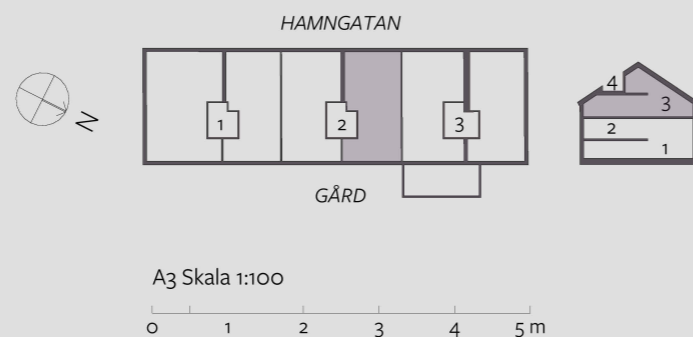 HAMNGATAN
N
1 2 3
4
3
2
1
GÅRD
A3 Skala 1:100
0 1 2 3 4 5 m